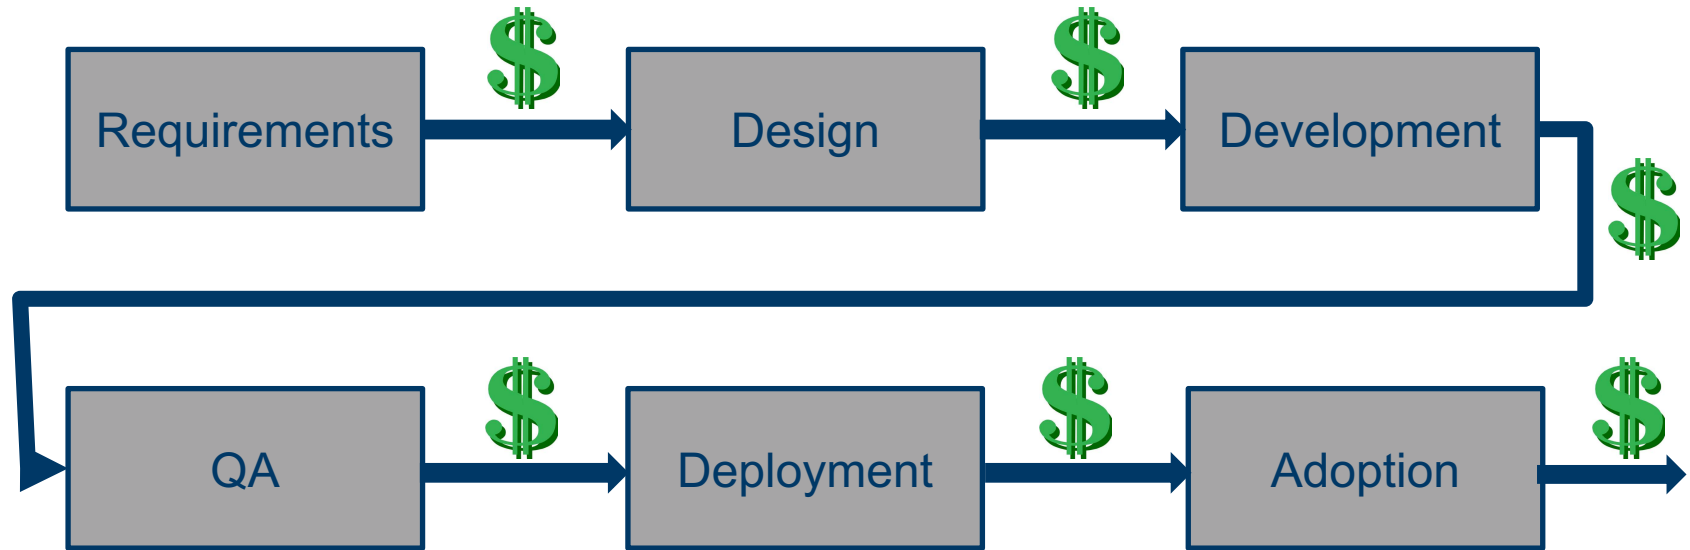 $
$
Requirements
Design
Development
$
$
$
$
QA
Deployment
Adoption